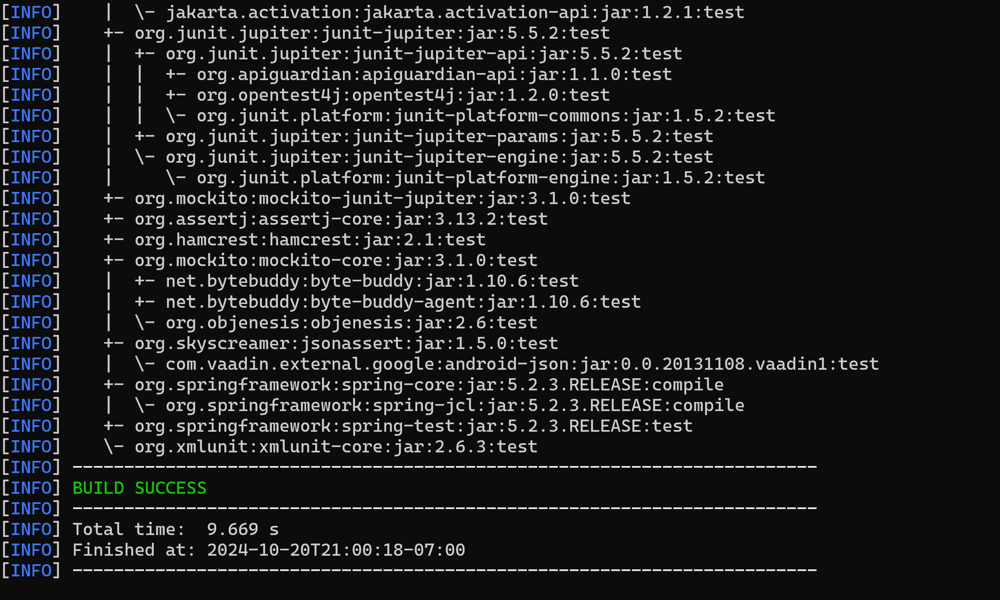 [INFO]    |  \- jakarta.activation:jakarta.activation-api:jar:1.2.1:test
[INFO]    +- org.junit.jupiter:junit-jupiter:jar:5.5.2:test
[INFO]    |  +- org.junit.jupiter:junit-jupiter-api:jar:5.5.2:test
[INFO]    |  |  +- org.apiguardian:apiguardian-api:jar:1.1.0:test
[INFO]    |  |  +- org.opentest4j:opentest4j:jar:1.2.0:test
[INFO]    |  |  \- org.junit.platform:junit-platform-commons:jar:1.5.2:test
[INFO]    |  +- org.junit.jupiter:junit-jupiter-params:jar:5.5.2:test
[INFO]    |  \- org.junit.jupiter:junit-jupiter-engine:jar:5.5.2:test
[INFO]    |     \- org.junit.platform:junit-platform-engine:jar:1.5.2:test
[INFO]    +- org.mockito:mockito-junit-jupiter:jar:3.1.0:test
[INFO]    +- org.assertj:assertj-core:jar:3.13.2:test
[INFO]    +- org.hamcrest:hamcrest:jar:2.1:test
[INFO]    +- org.mockito:mockito-core:jar:3.1.0:test
[INFO]    |  +- net.bytebuddy:byte-buddy:jar:1.10.6:test
[INFO]    |  +- net.bytebuddy:byte-buddy-agent:jar:1.10.6:test
[INFO]    |  \- org.objenesis:objenesis:jar:2.6:test
[INFO]    +- org.skyscreamer:jsonassert:jar:1.5.0:test
[INFO]    |  \- com.vaadin.external.google:android-json:jar:0.0.20131108.vaadin1:test
[INFO]    +- org.springframework:spring-core:jar:5.2.3.RELEASE:compile
[INFO]    |  \- org.springframework:spring-jcl:jar:5.2.3.RELEASE:compile
[INFO]    +- org.springframework:spring-test:jar:5.2.3.RELEASE:test
[INFO]    \- org.xmlunit:xmlunit-core:jar:2.6.3:test
[INFO] ------------------------------------------------------------------------
[INFO] BUILD SUCCESS
[INFO] ------------------------------------------------------------------------
[INFO] Total time:  9.669 s
[INFO] Finished at: 2024-10-20T21:00:18-07:00
[INFO] ------------------------------------------------------------------------